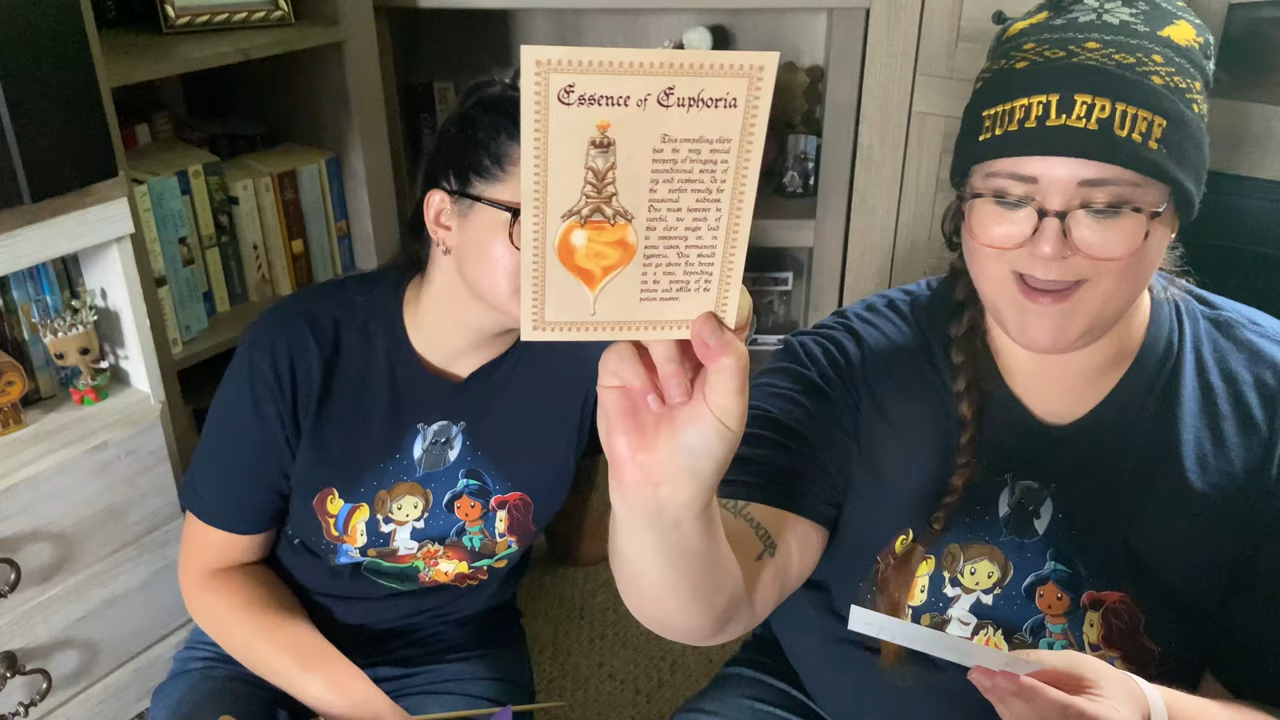 Essence of Euphoria
This compelling elixir
has the very special
property of bringing an
unconditional sense of
joy and euphoria. It is
the perfect remedy for
occasional sadness.
One must however be
careful, too much of
this elixir might lead
to temporary or, in
some cases, permanent
hysteria. You should
not go above five drops
at a time, depending
on the potency of the
potion and skills of the
potion master.
HUFFLEPUFF
Always